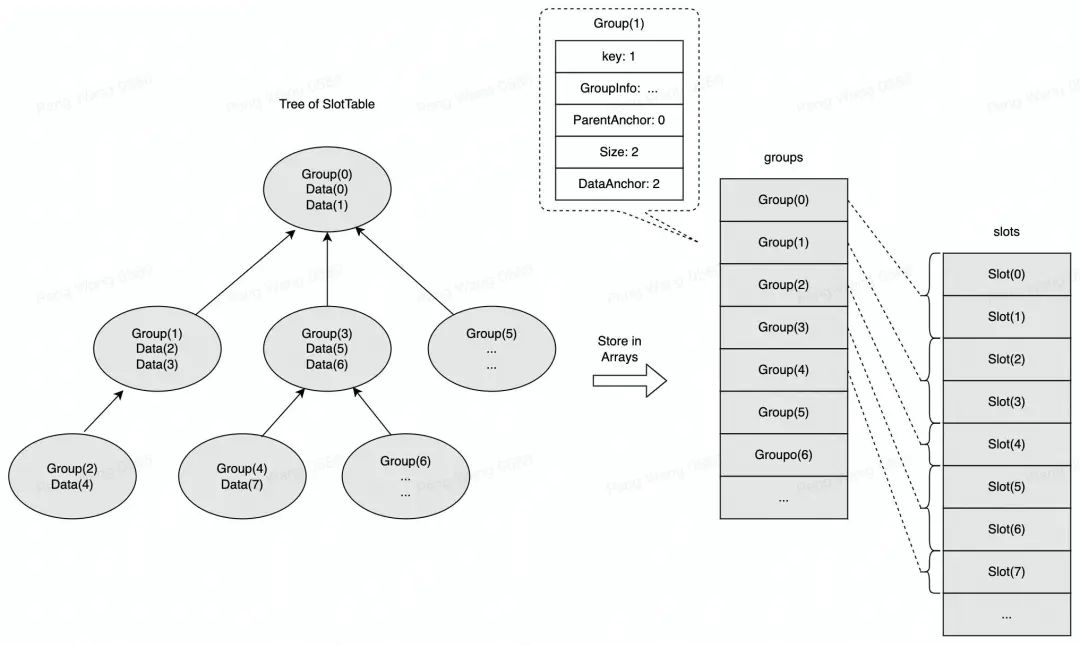 Tree of SlotTable
Group(0)
Data(0)
Data(1)
Group(1)
Data(2)
Data(3)
Group(3)
Data(5)
Data(6)
Group(5)
...
...
Group(2)
Data(4)
Group(4)
Data(7)
Group(6)
...
...
Store in
Arrays
Group(1)
key: 1
GroupInfo: ...
ParentAnchor: 0
Size: 2
DataAnchor: 2
groups
Group(0)
Group(1)
Group(2)
Group(3)
Group(4)
Group(5)
Groupo(6)
...
slots
Slot(0)
Slot(1)
Slot(2)
Slot(3)
Slot(4)
Slot(5)
Slot(6)
Slot(7)
...